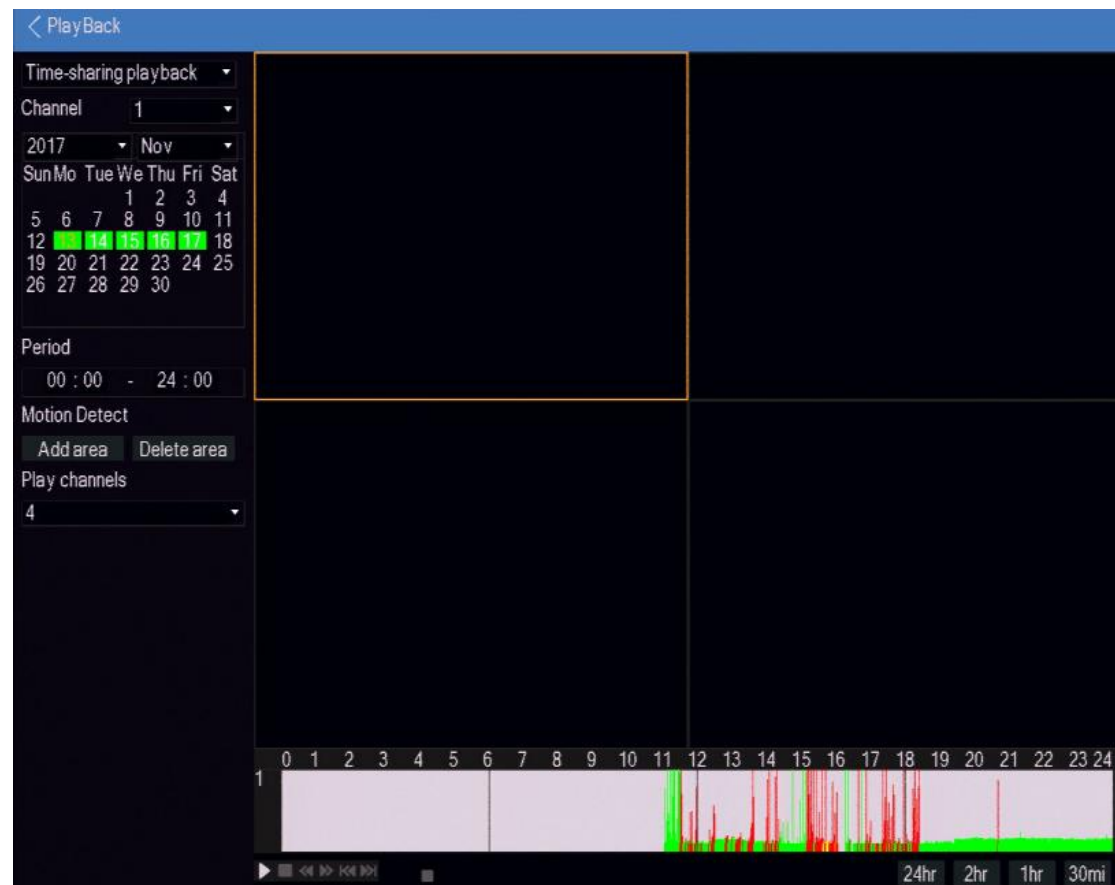 PlayBack
Time-sharing playback
Channel 1
2017 Nov
Sun Mo Tue We Thu Fri Sat
1 2 3 4
5 6 7 8 9 10 11
12 13 14 15 16 17 18
19 20 21 22 23 24 25
26 27 28 29 30
Period
00 : 00 - 24 : 00
Motion Detect
Add area Delete area
Play channels
4
0 1 2 3 4 5 6 7 8 9 10 11 12 13 14 15 16 17 18 19 20 21 22 23 24
1
24hr 2hr 1hr 30mi